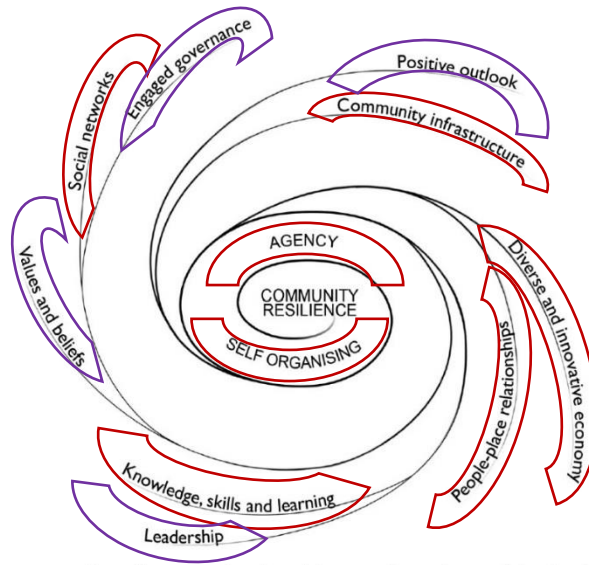 Engaged governance
Social networks
Positive outlook
Community infrastructure
Values and beliefs
AGENCY
COMMUNITY
RESILIENCE
SELF ORGANISING
Diverse and innovative economy
People-place relationships
Knowledge, skills and learning
Leadership